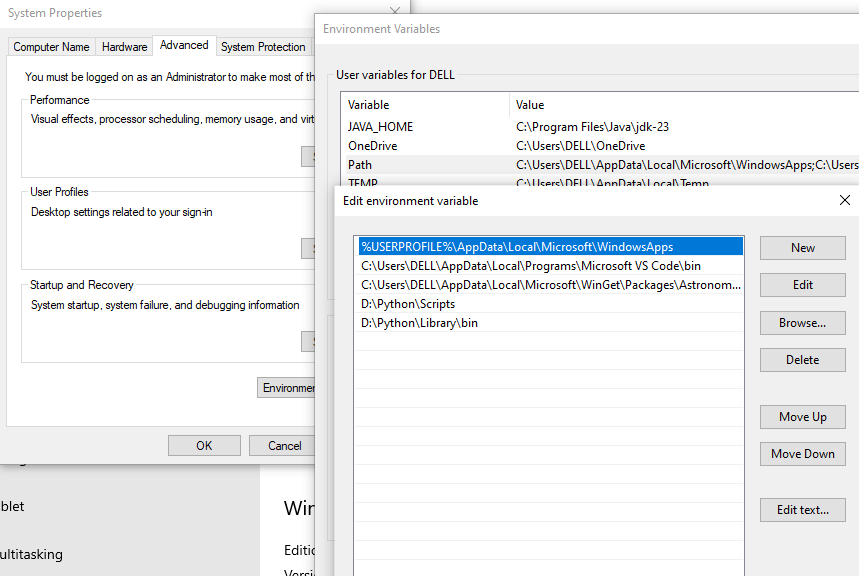 System Properties
Computer Name Hardware Advanced System Protection
You must be logged on as an Administrator to make most of th
Performance
Visual effects, processor scheduling, memory usage, and virt
User Profiles
Desktop settings related to your sign-in
Startup and Recovery
System startup, system failure, and debugging information
Environmen
OK Cancel
blet
ultitasking
Win
Editio
Versio
Environment Variables
User variables for DELL
Variable Value
JAVA_HOME C:\Program Files\Java\jdk-23
OneDrive C:\Users\DELL\OneDrive
Path C:\Users\DELL\AppData\Local\Microsoft\WindowsApps;C:\Users
TEMP C:\Users\DELL\AppData\Local\Temp
Edit environment variable
%USERPROFILE%\AppData\Local\Microsoft\WindowsApps
C:\Users\DELL\AppData\Local\Programs\Microsoft VS Code\bin
C:\Users\DELL\AppData\Local\Microsoft\WinGet\Packages\Astronom...
D:\Python\Scripts
D:\Python\Library\bin
New
Edit
Browse...
Delete
Move Up
Move Down
Edit text...